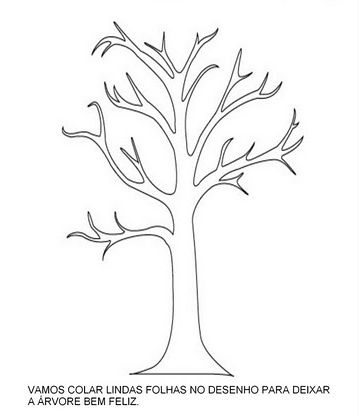 VAMOS COLAR LINDAS FOLHAS NO DESENHO PARA DEIXAR
A ÁRVORE BEM FELIZ.